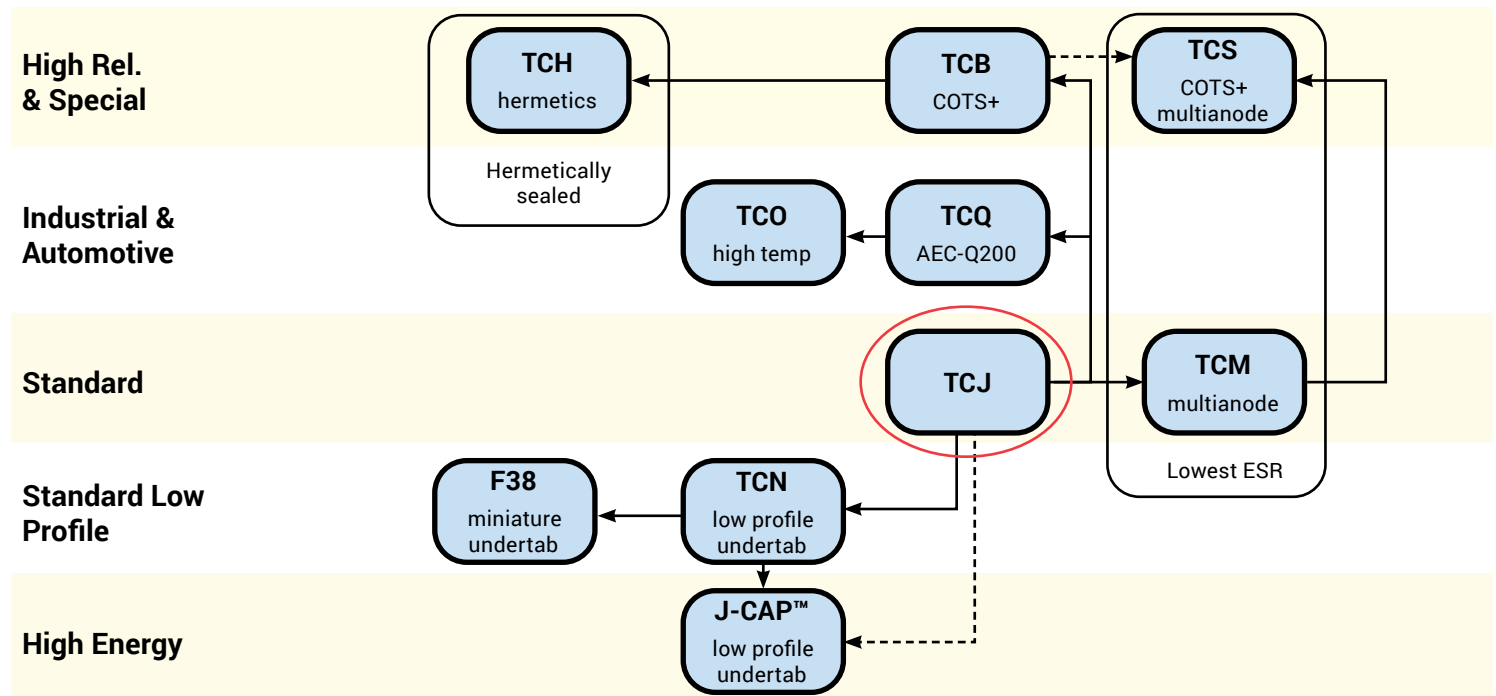 High Rel.
& Special
TCH
hermetics
Hermetically
sealed
TCB
COTS+
TCS
COTS+
multianode
Industrial &
Automotive
TCO
high temp
TCQ
AEC-Q200
Standard
TCJ
TCM
multianode
Lowest ESR
Standard Low
Profile
F38
miniature
undertab
TCN
low profile
undertab
High Energy
J-CAP™
low profile
undertab